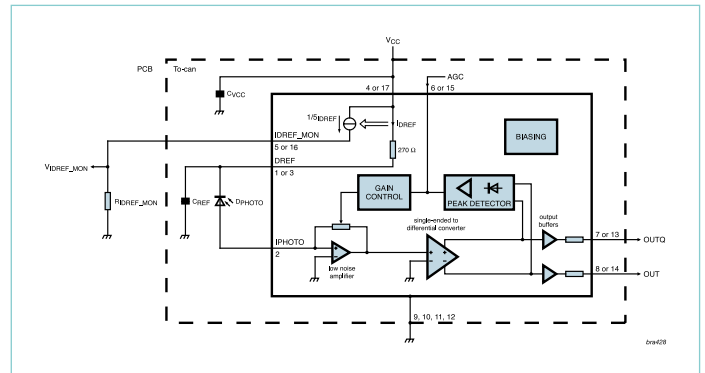 VCC
PCB
To-can
CVCC
4 or 17
6 or 15
AGC
1/5IDREF
IDREF
BIASING
IDREF_MON
5 or 16
270 Ω
VIDREF_MON
DREF
1 or 3
RIDREF_MON
CREF
DPHOTO
GAIN
CONTROL
PEAK DETECTOR
single-ended to
differential converter
output
buffers
IPHOTO
2
low noise
amplifier
7 or 13
OUTQ
8 or 14
OUT
9, 10, 11, 12
bra428